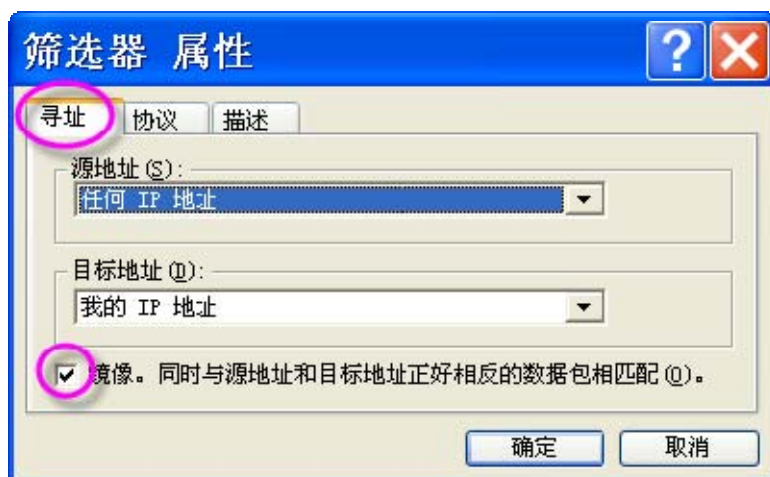 筛选器 属性
寻址 协议 描述
源地址(S):
任何 IP 地址
目标地址(D):
我的 IP 地址
镜像。同时与源地址和目标地址正好相反的数据包相匹配(O)。
确定 取消